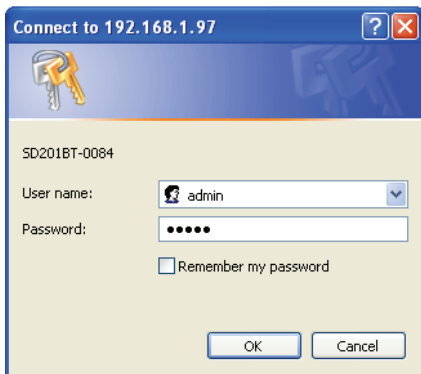 Connect to 192.168.1.97
SD201BT-0084
User name: admin
Password: •••••
Remember my password
OK Cancel